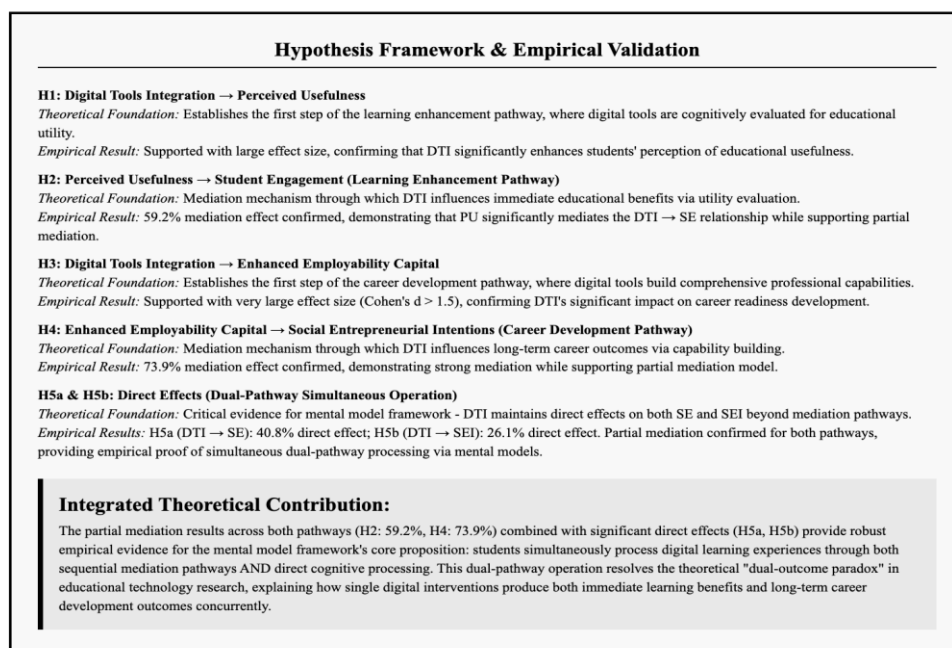 Hypothesis Framework & Empirical Validation
H1: Digital Tools Integration → Perceived Usefulness
Theoretical Foundation: Establishes the first step of the learning enhancement pathway, where digital tools are cognitively evaluated for educational
utility.
Empirical Result: Supported with large effect size, confirming that DTI significantly enhances students' perception of educational usefulness.
H2: Perceived Usefulness → Student Engagement (Learning Enhancement Pathway)
Theoretical Foundation: Mediation mechanism through which DTI influences immediate educational benefits via utility evaluation.
Empirical Result: 59.2% mediation effect confirmed, demonstrating that PU significantly mediates the DTI → SE relationship while supporting partial
mediation.
H3: Digital Tools Integration → Enhanced Employability Capital
Theoretical Foundation: Establishes the first step of the career development pathway, where digital tools build comprehensive professional capabilities.
Empirical Result: Supported with very large effect size (Cohen's d > 1.5), confirming DTI's significant impact on career readiness development.
H4: Enhanced Employability Capital → Social Entrepreneurial Intentions (Career Development Pathway)
Theoretical Foundation: Mediation mechanism through which DTI influences long-term career outcomes via capability building.
Empirical Result: 73.9% mediation effect confirmed, demonstrating strong mediation while supporting partial mediation model.
H5a & H5b: Direct Effects (Dual-Pathway Simultaneous Operation)
Theoretical Foundation: Critical evidence for mental model framework - DTI maintains direct effects on both SE and SEI beyond mediation pathways.
Empirical Results: H5a (DTI → SE): 40.8% direct effect; H5b (DTI → SEI): 26.1% direct effect. Partial mediation confirmed for both pathways,
providing empirical proof of simultaneous dual-pathway processing via mental models.
Integrated Theoretical Contribution:
The partial mediation results across both pathways (H2: 59.2%, H4: 73.9%) combined with significant direct effects (H5a, H5b) provide robust
empirical evidence for the mental model framework's core proposition: students simultaneously process digital learning experiences through both
sequential mediation pathways AND direct cognitive processing. This dual-pathway operation resolves the theoretical "dual-outcome paradox" in
educational technology research, explaining how single digital interventions produce both immediate learning benefits and long-term career
development outcomes concurrently.